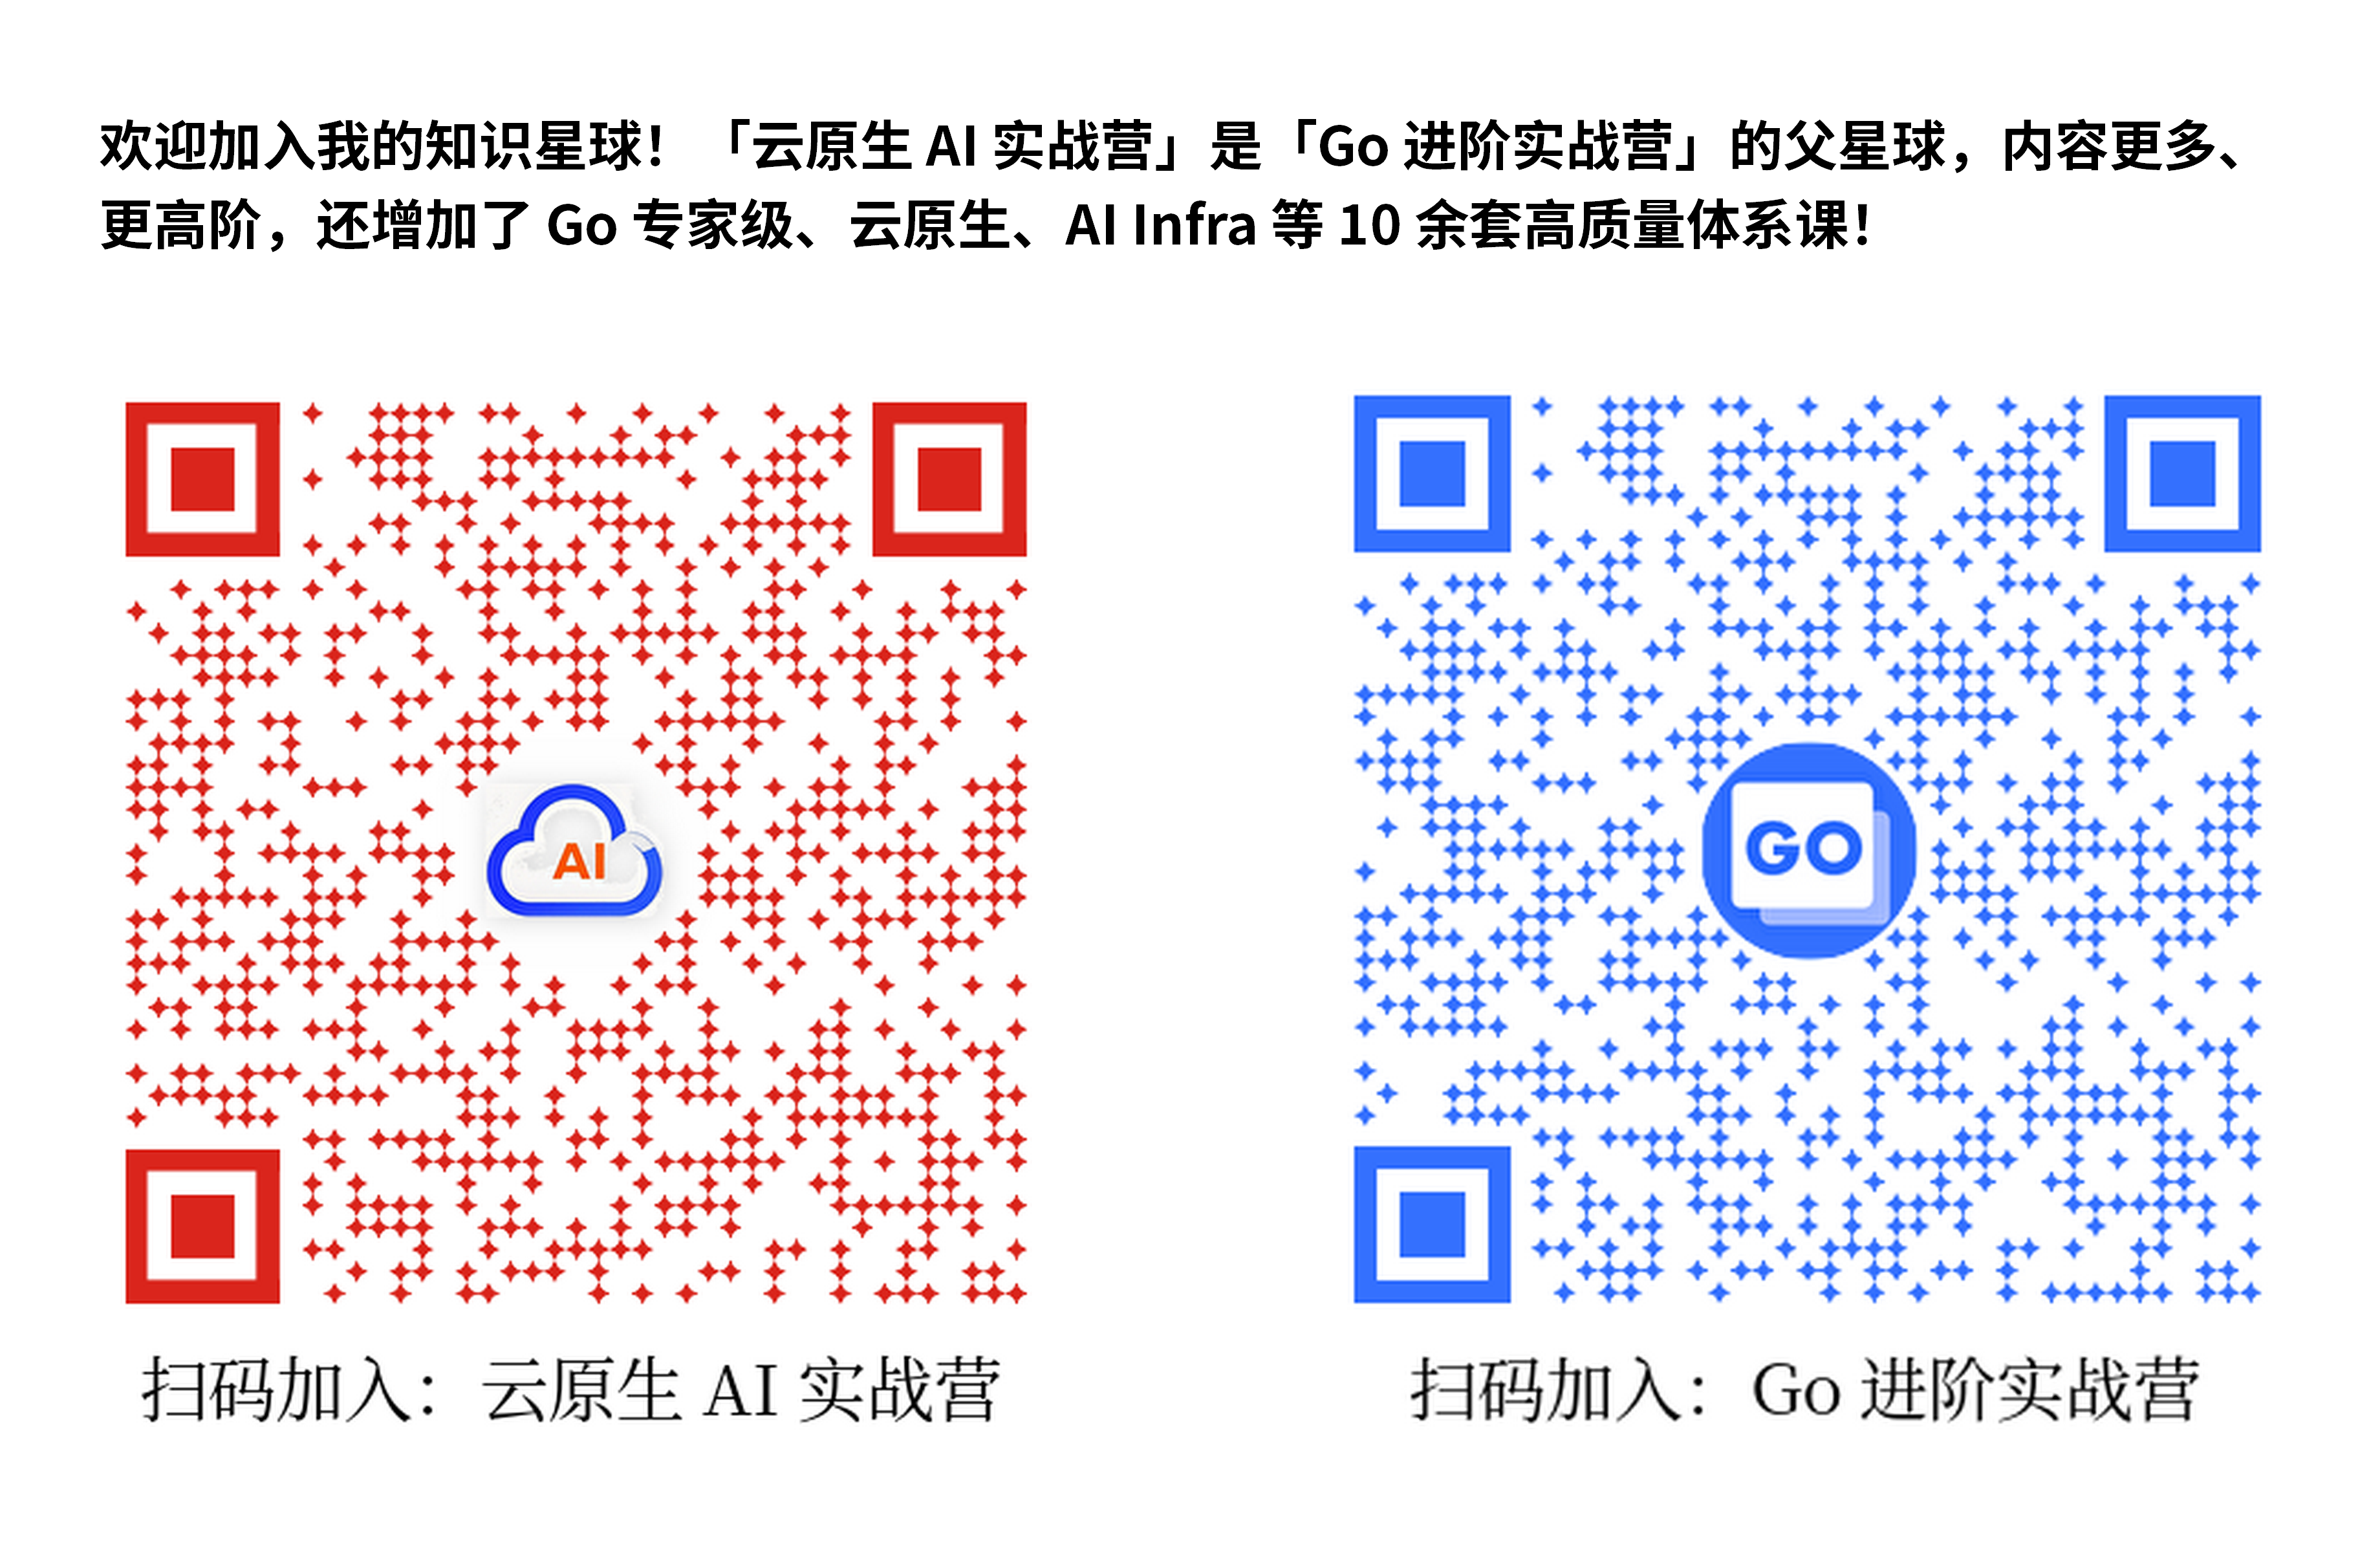 欢迎加入我的知识星球！「云原生 AI 实战营」是「Go 进阶实战营」的父星球，内容更多、
更高阶，还增加了 Go 专家级、云原生、AI Infra 等 10 余套高质量体系课！
AI
GO
扫码加入：云原生 AI 实战营
扫码加入：Go 进阶实战营